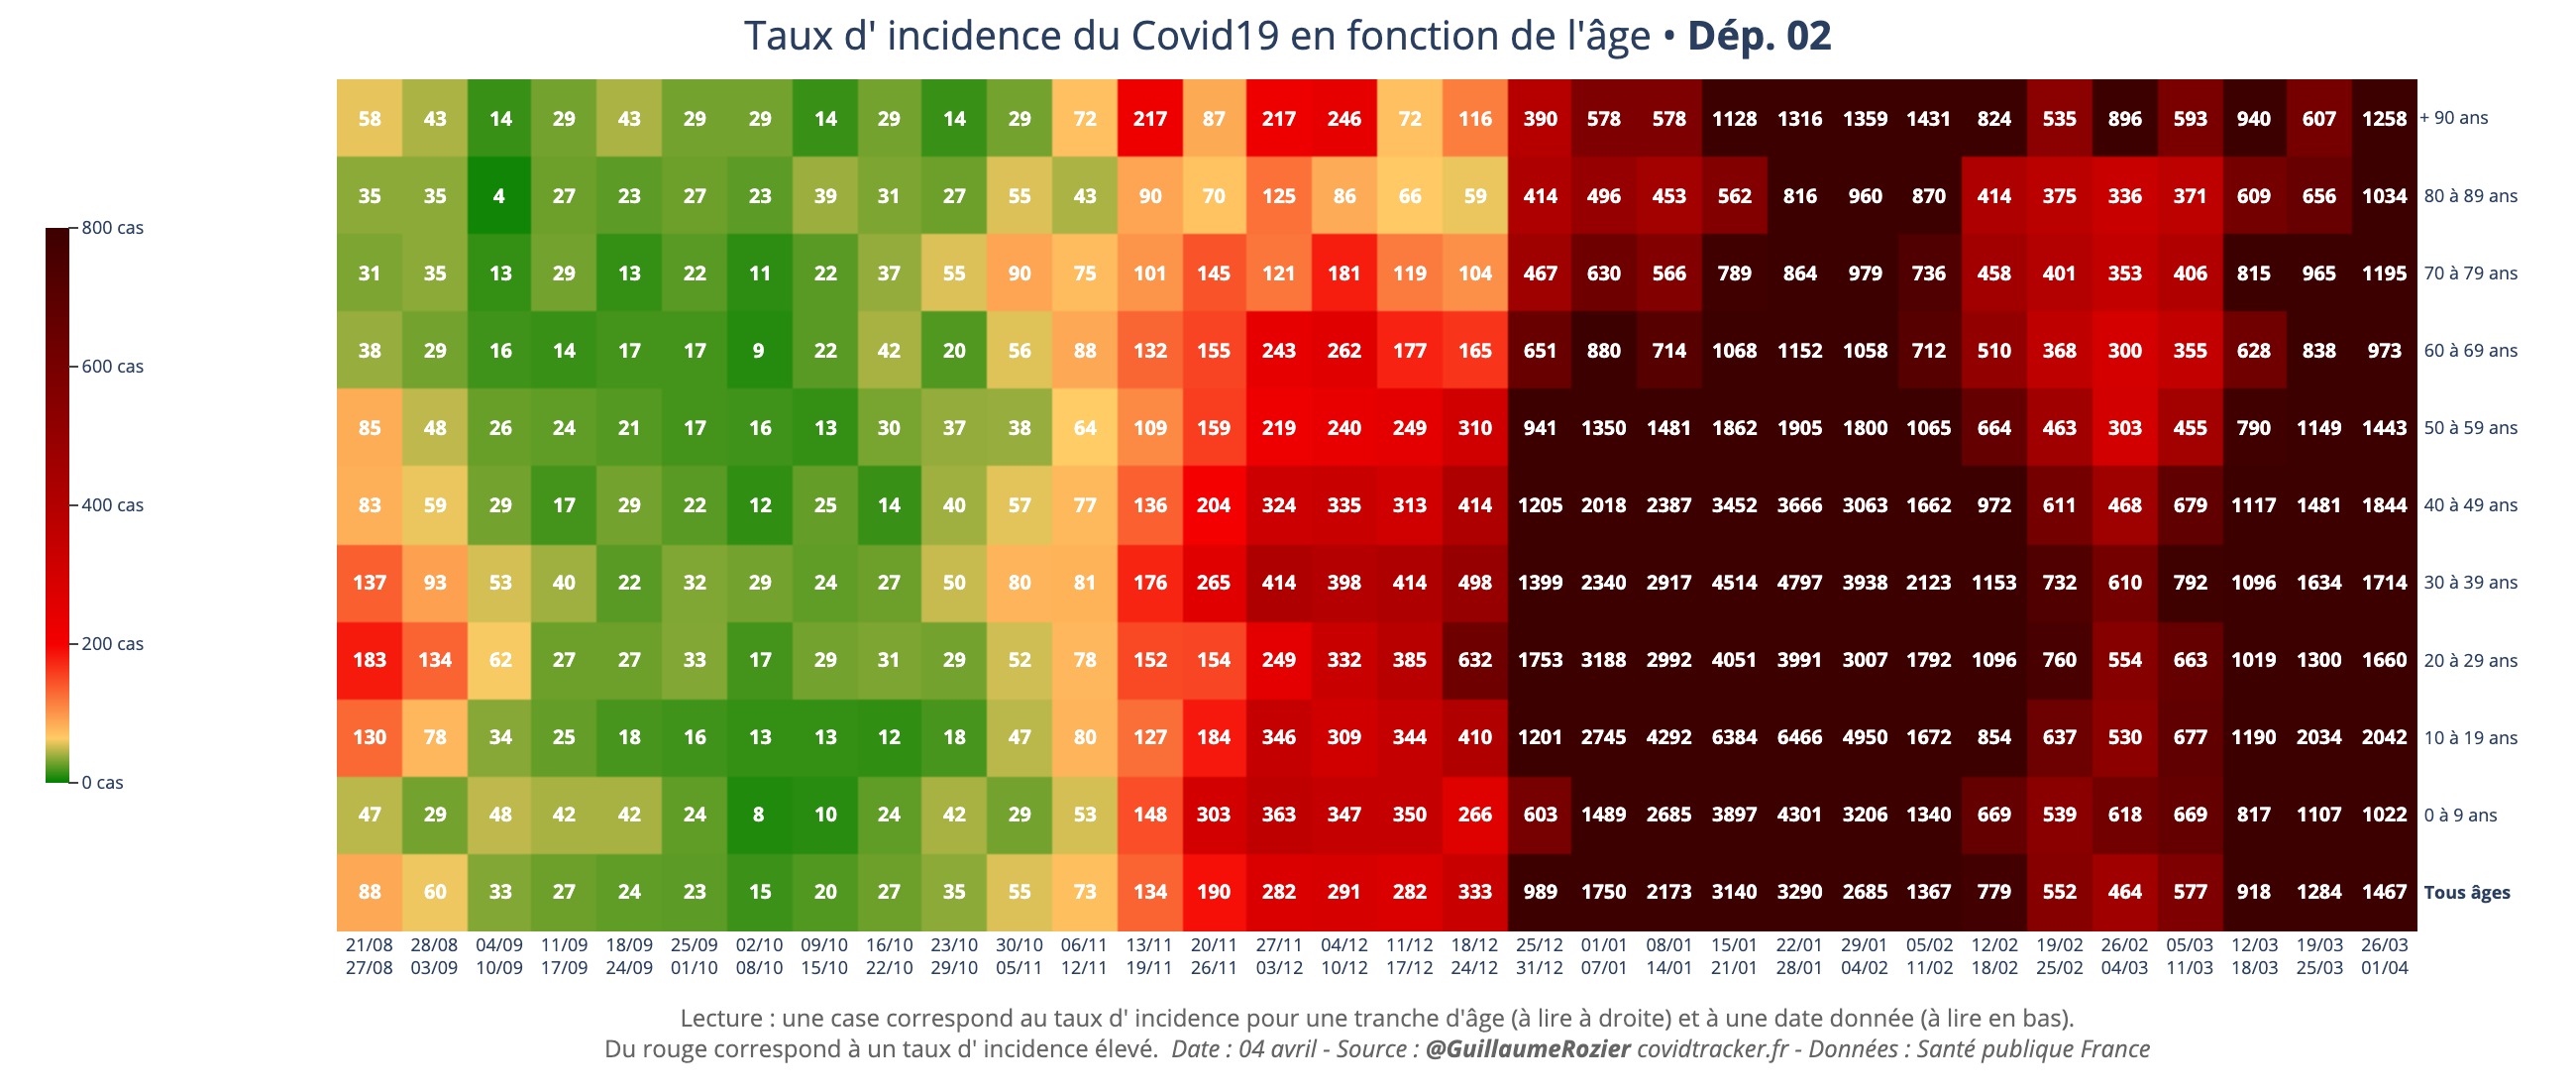 Taux d' incidence du Covid19 en fonction de l'âge • Dép. 02
58 43 14 29 43 29 29 14 29 14 29 72 217 87 217 246 72 116 390 578 578 1128 1316 1359 1431 824 535 896 593 940 607 1258 + 90 ans
35 35 4 27 23 27 23 39 31 27 55 43 90 70 125 86 66 59 414 496 453 562 816 960 870 414 375 336 371 609 656 1034 80 à 89 ans
800 cas
31 35 13 29 13 22 11 22 37 55 90 75 101 145 121 181 119 104 467 630 566 789 864 979 736 458 401 353 406 815 965 1195 70 à 79 ans
38 29 16 14 17 17 9 22 42 20 56 88 132 155 243 262 177 165 651 880 714 1068 1152 1058 712 510 368 300 355 628 838 973 60 à 69 ans
600 cas
85 48 26 24 21 17 16 13 30 37 38 64 109 159 219 240 249 310 941 1350 1481 1862 1905 1800 1065 664 463 303 455 790 1149 1443 50 à 59 ans
400 cas
83 59 29 17 29 22 12 25 14 40 57 77 136 204 324 335 313 414 1205 2018 2387 3452 3666 3063 1662 972 611 468 679 1117 1481 1844 40 à 49 ans
137 93 53 40 22 32 29 24 27 50 80 81 176 265 414 398 414 498 1399 2340 2917 4514 4797 3938 2123 1153 732 610 792 1096 1634 1714 30 à 39 ans
200 cas
183 134 62 27 27 33 17 29 31 29 52 78 152 154 249 332 385 632 1753 3188 2992 4051 3991 3007 1792 1096 760 554 663 1019 1300 1660 20 à 29 ans
130 78 34 25 18 16 13 13 12 18 47 80 127 184 346 309 344 410 1201 2745 4292 6384 6466 4950 1672 854 637 530 677 1190 2034 2042 10 à 19 ans
0 cas
47 29 48 42 42 24 8 10 24 42 29 53 148 303 363 347 350 266 603 1489 2685 3897 4301 3206 1340 669 539 618 669 817 1107 1022 0 à 9 ans
88 60 33 27 24 23 15 20 27 35 55 73 134 190 282 291 282 333 989 1750 2173 3140 3290 2685 1367 779 552 464 577 918 1284 1467 Tous âges
21/08 28/08 04/09 11/09 18/09 25/09 02/10 09/10 16/10 23/10 30/10 06/11 13/11 20/11 27/11 04/12 11/12 18/12 25/12 01/01 08/01 15/01 22/01 29/01 05/02 12/02 19/02 26/02 05/03 12/03 19/03 26/03
27/08 03/09 10/09 17/09 24/09 01/10 08/10 15/10 22/10 29/10 05/11 12/11 19/11 26/11 03/12 10/12 17/12 24/12 31/12 07/01 14/01 21/01 28/01 04/02 11/02 18/02 25/02 04/03 11/03 18/03 25/03 01/04
Lecture : une case correspond au taux d' incidence pour une tranche d'âge (à lire à droite) et à une date donnée (à lire en bas).
Du rouge correspond à un taux d' incidence élevé. Date : 04 avril - Source : @GuillaumeRozier covidtracker.fr - Données : Santé publique France